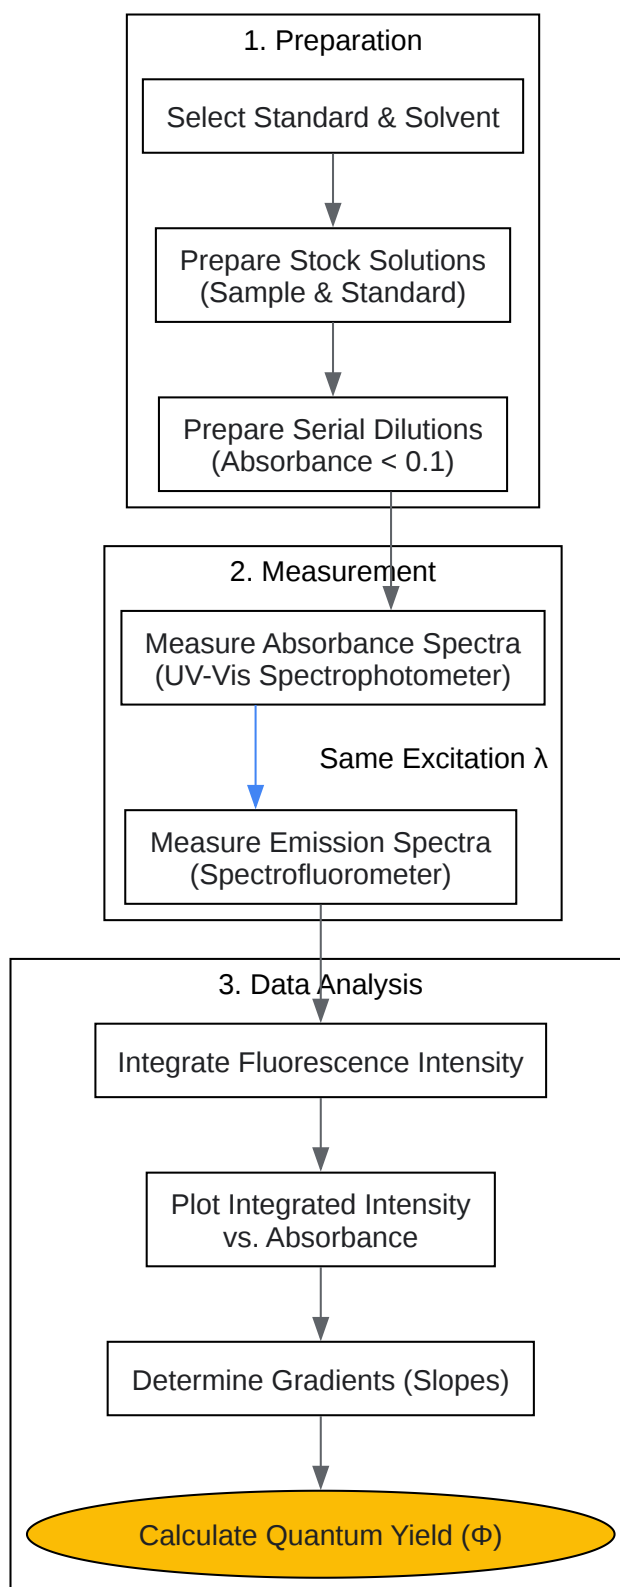 1. Preparation
Select Standard & Solvent
Prepare Stock Solutions
(Sample & Standard)
Prepare Serial Dilutions
(Absorbance < 0.1)
2. Measurement
Measure Absorbance Spectra
(UV-Vis Spectrophotometer)
Same Excitation λ
Measure Emission Spectra
(Spectrofluorometer)
3. Data Analysis
Integrate Fluorescence Intensity
Plot Integrated Intensity
vs. Absorbance
Determine Gradients (Slopes)
Calculate Quantum Yield (Φ)